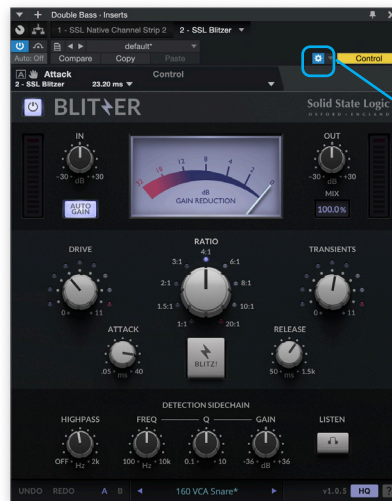 Double Bass - Inserts
1 - SSL Native Channel Strip 2 2 - SSL Blitzer
default*
Auto: Off Compare Copy Paste Control
A Attack Control
2 - SSL Blitzer 23.20 ms
BLITZER Solid State Logic
OXFORD • ENGLAND
IN OUT
32 18 12 8 4 2 0
-30 +30 dB GAIN REDUCTION -30 +30
dB dB
AUTO GAIN
MIX
100.0%
DRIVE RATIO TRANSIENTS
4:1
3:1 6:1
2:1 8:1
1.5:1 10:1
1:1 20:1
0 11 0 11
ATTACK RELEASE
.05 ms 40 BLITZ! 50 ms 1.5k
DETECTION SIDECHAIN
HIGHPASS FREQ Q GAIN LISTEN
OFF 2k 100 10k 0.1 10 -36 +36
Hz Hz dB
UNDO REDO A B 160 VCA Snare* v1.0.5 HQ